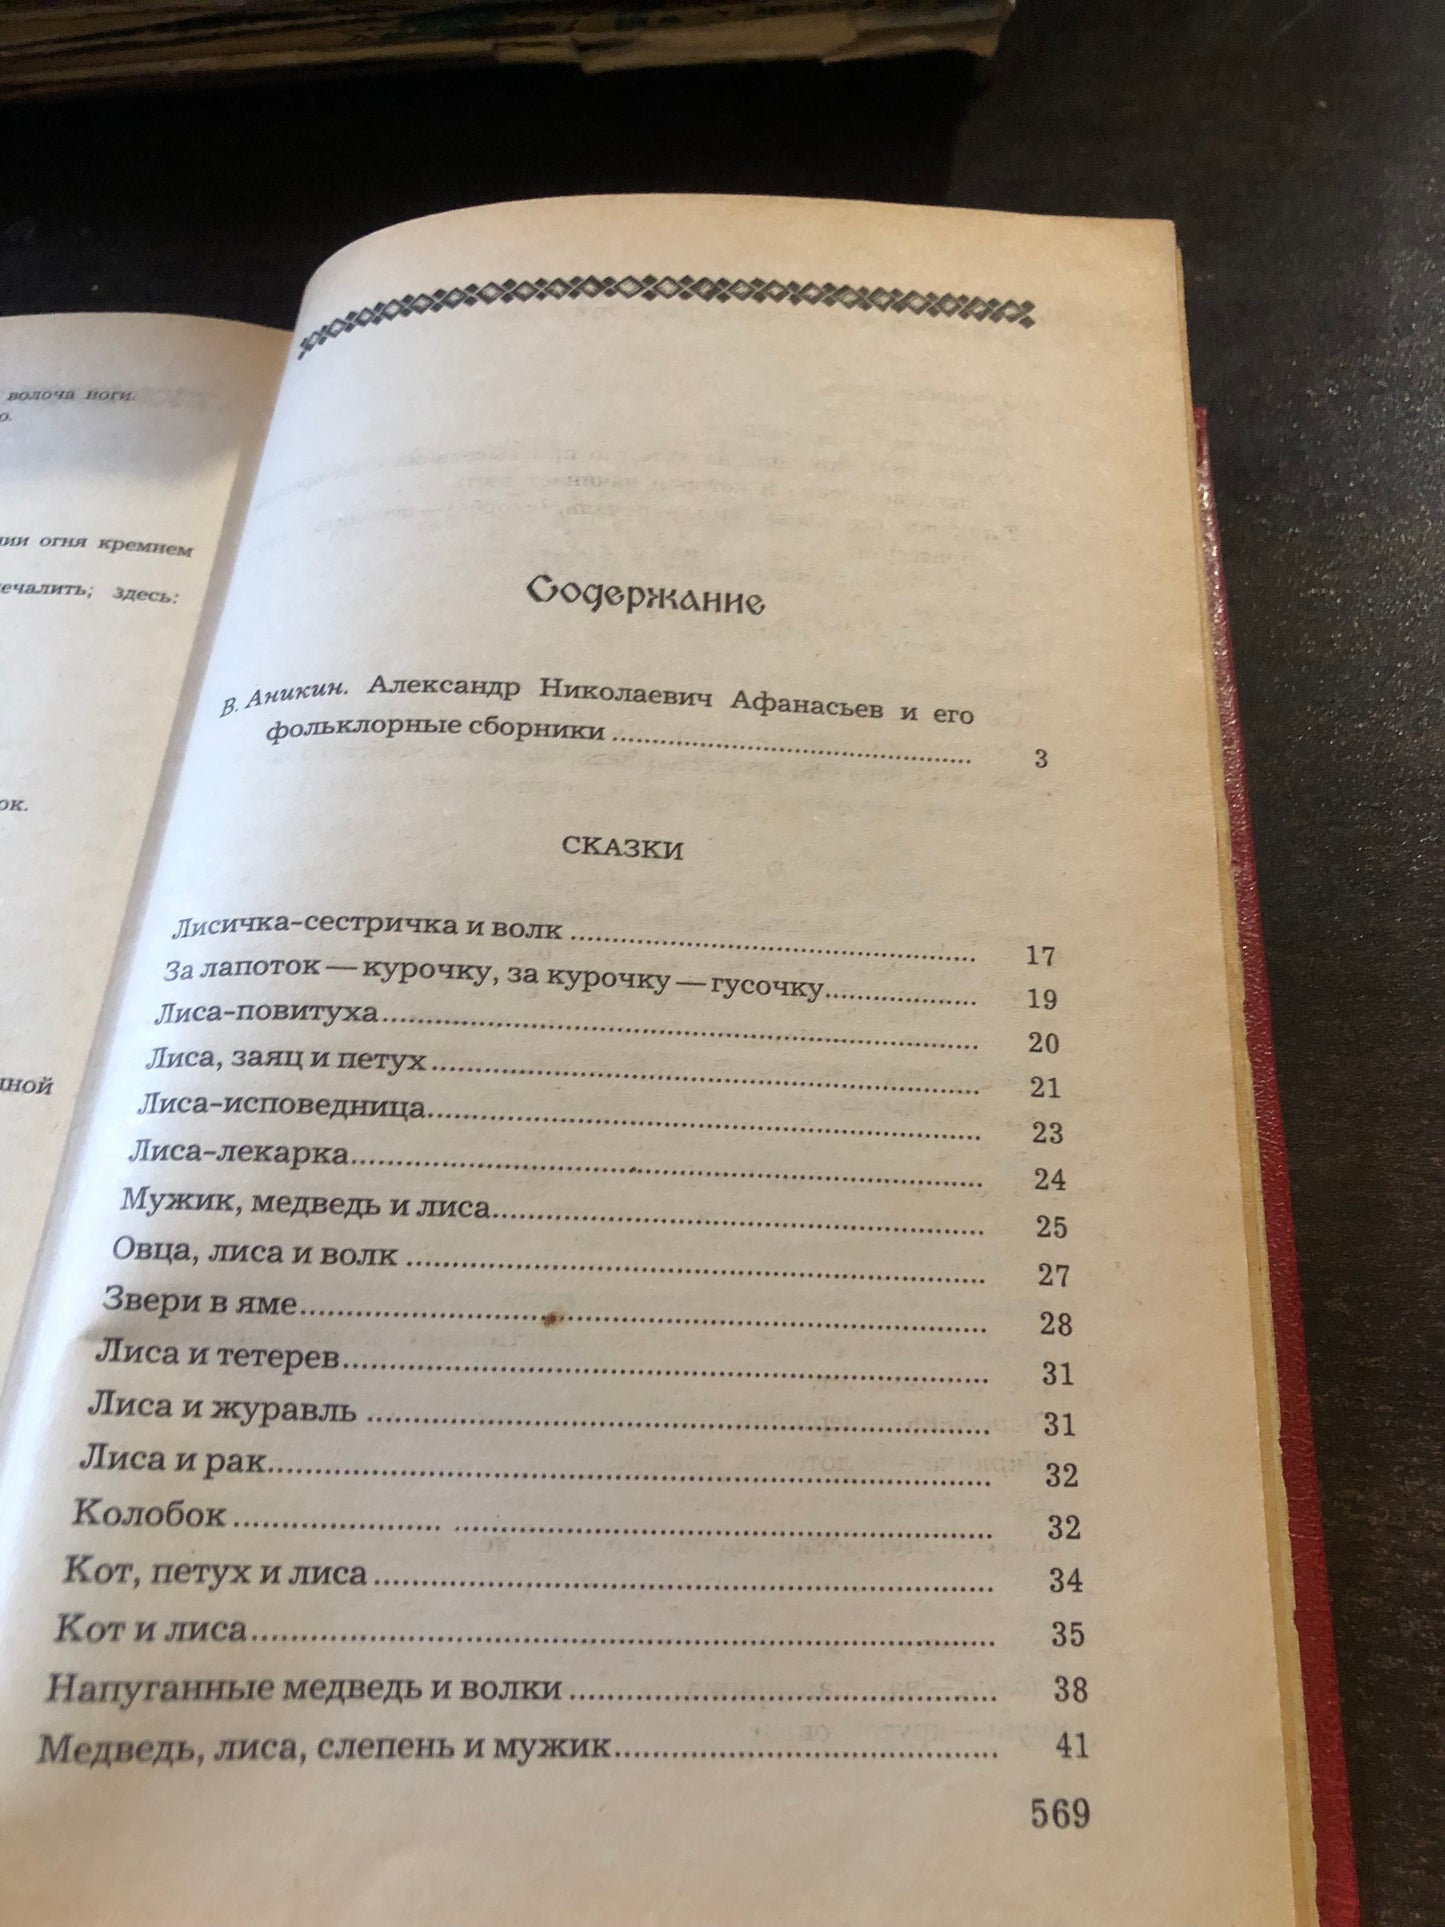 волоча ноги.
о.
нии огня кремнем
ечалить; здесь:
ок.
Содержание
В. Аникин. Александр Николаевич Афанасьев и его
фольклорные сборники 3
СКАЗКИ
Лисичка-сестричка и волк 17
За лапоток — курочку, за курочку — гусочку 19
Лиса-повитуха 20
Лиса, заяц и петух 21
Лиса-исповедница 23
Лиса-лекарка 24
Мужик, медведь и лиса 25
Овца, лиса и волк 27
Звери в яме 28
Лиса и тетерев 31
Лиса и журавль 31
Лиса и рак 32
Колобок 32
Кот, петух и лиса 34
Кот и лиса 35
Напуганные медведь и волки 38
Медведь, лиса, слепень и мужик 41
569